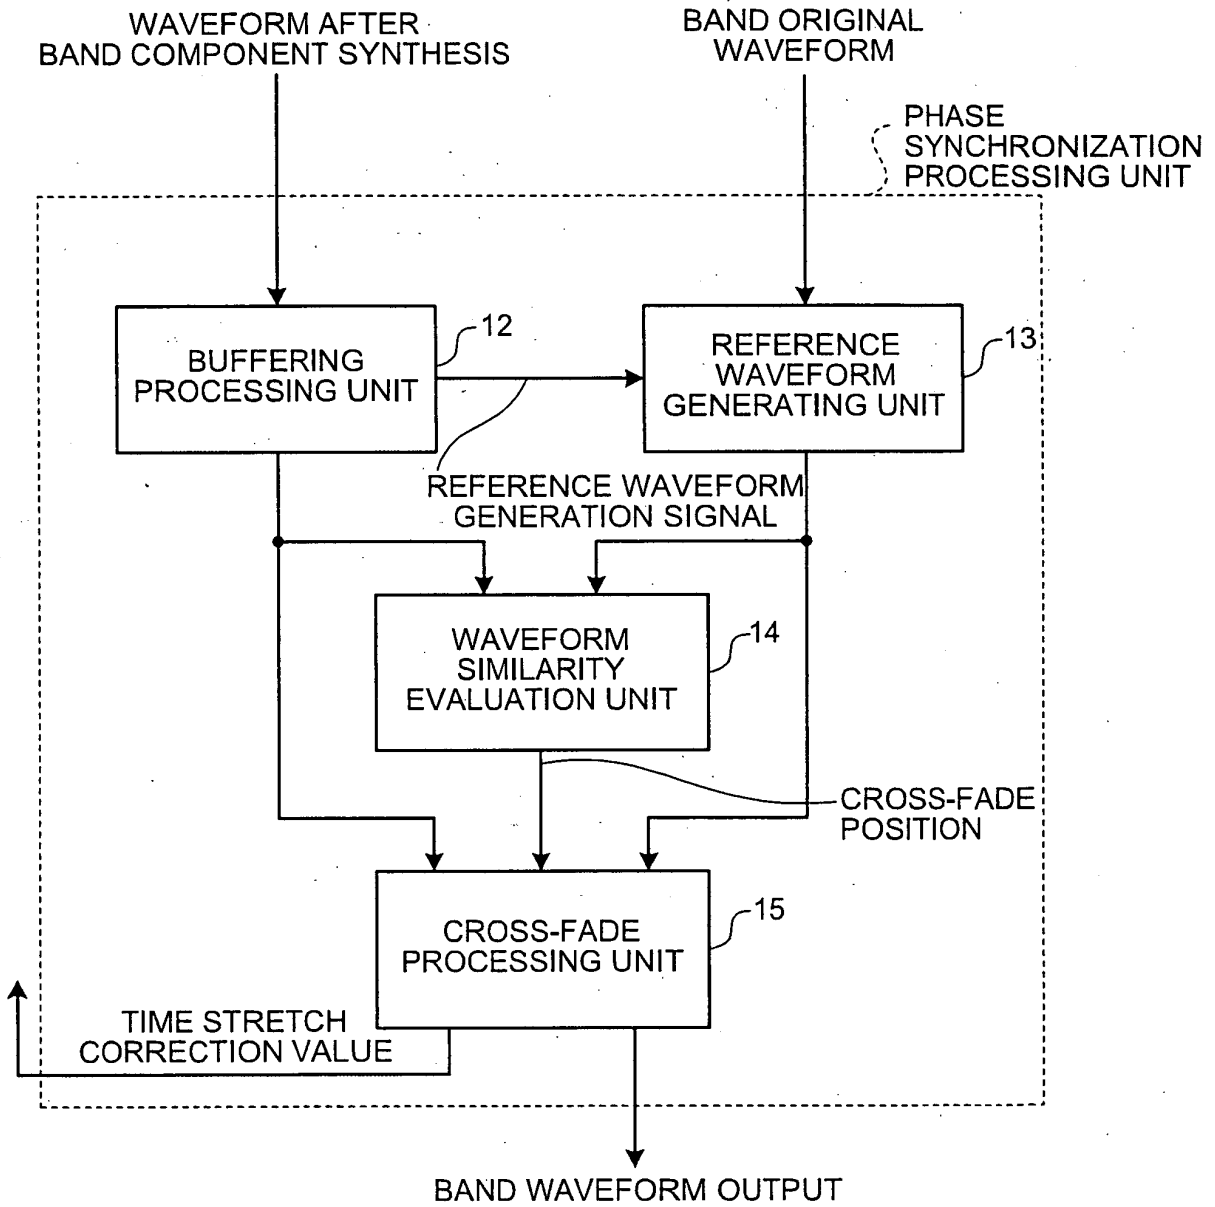 WAVEFORM AFTER
BAND COMPONENT SYNTHESIS
BAND ORIGINAL
WAVEFORM
PHASE
SYNCHRONIZATION
PROCESSING UNIT
12
BUFFERING
PROCESSING UNIT
13
REFERENCE
WAVEFORM
GENERATING UNIT
REFERENCE WAVEFORM
GENERATION SIGNAL
14
WAVEFORM
SIMILARITY
EVALUATION UNIT
CROSS-FADE
POSITION
15
CROSS-FADE
PROCESSING UNIT
TIME STRETCH
CORRECTION VALUE
BAND WAVEFORM OUTPUT